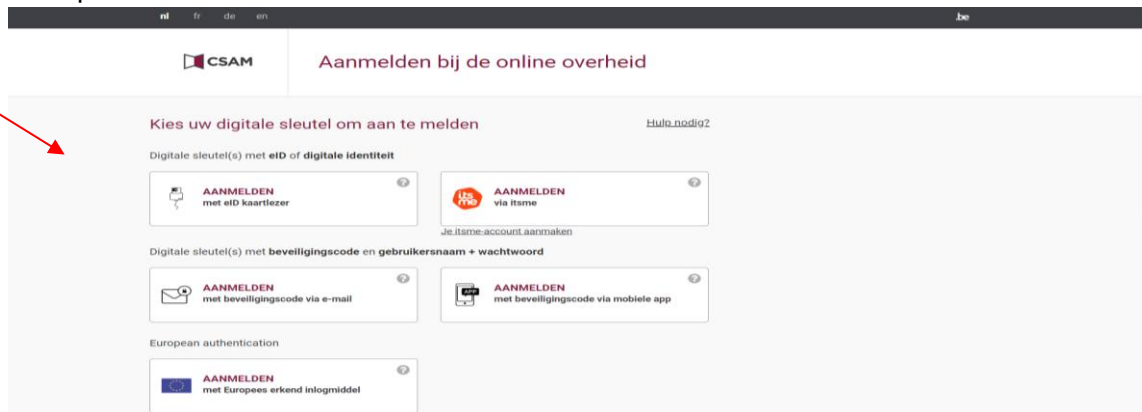 nl fr de en .be
CSAM Aanmelden bij de online overheid
Kies uw digitale sleutel om aan te melden Hulp nodig?
Digitale sleutel(s) met eID of digitale identiteit
AANMELDEN
met eID kaartlezer
AANMELDEN
via itsme
Je itsme-account aanmaken
Digitale sleutel(s) met beveiligingscode en gebruikersnaam + wachtwoord
AANMELDEN
met beveiligingscode via e-mail
APP
AANMELDEN
met beveiligingscode via mobiele app
European authentication
AANMELDEN
met Europees erkend inlogmiddel